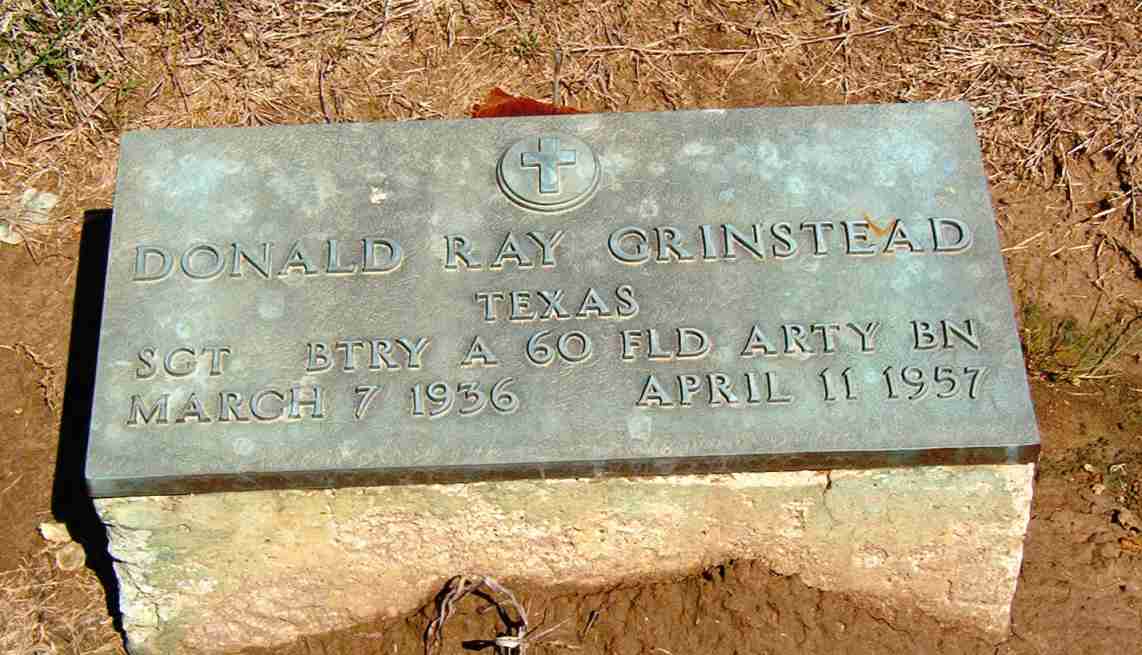 DONALD RAY GRINSTEAD
TEXAS
SGT BTRY A 60 FLD ARTY BN
MARCH 7 1936 APRIL 11 1957